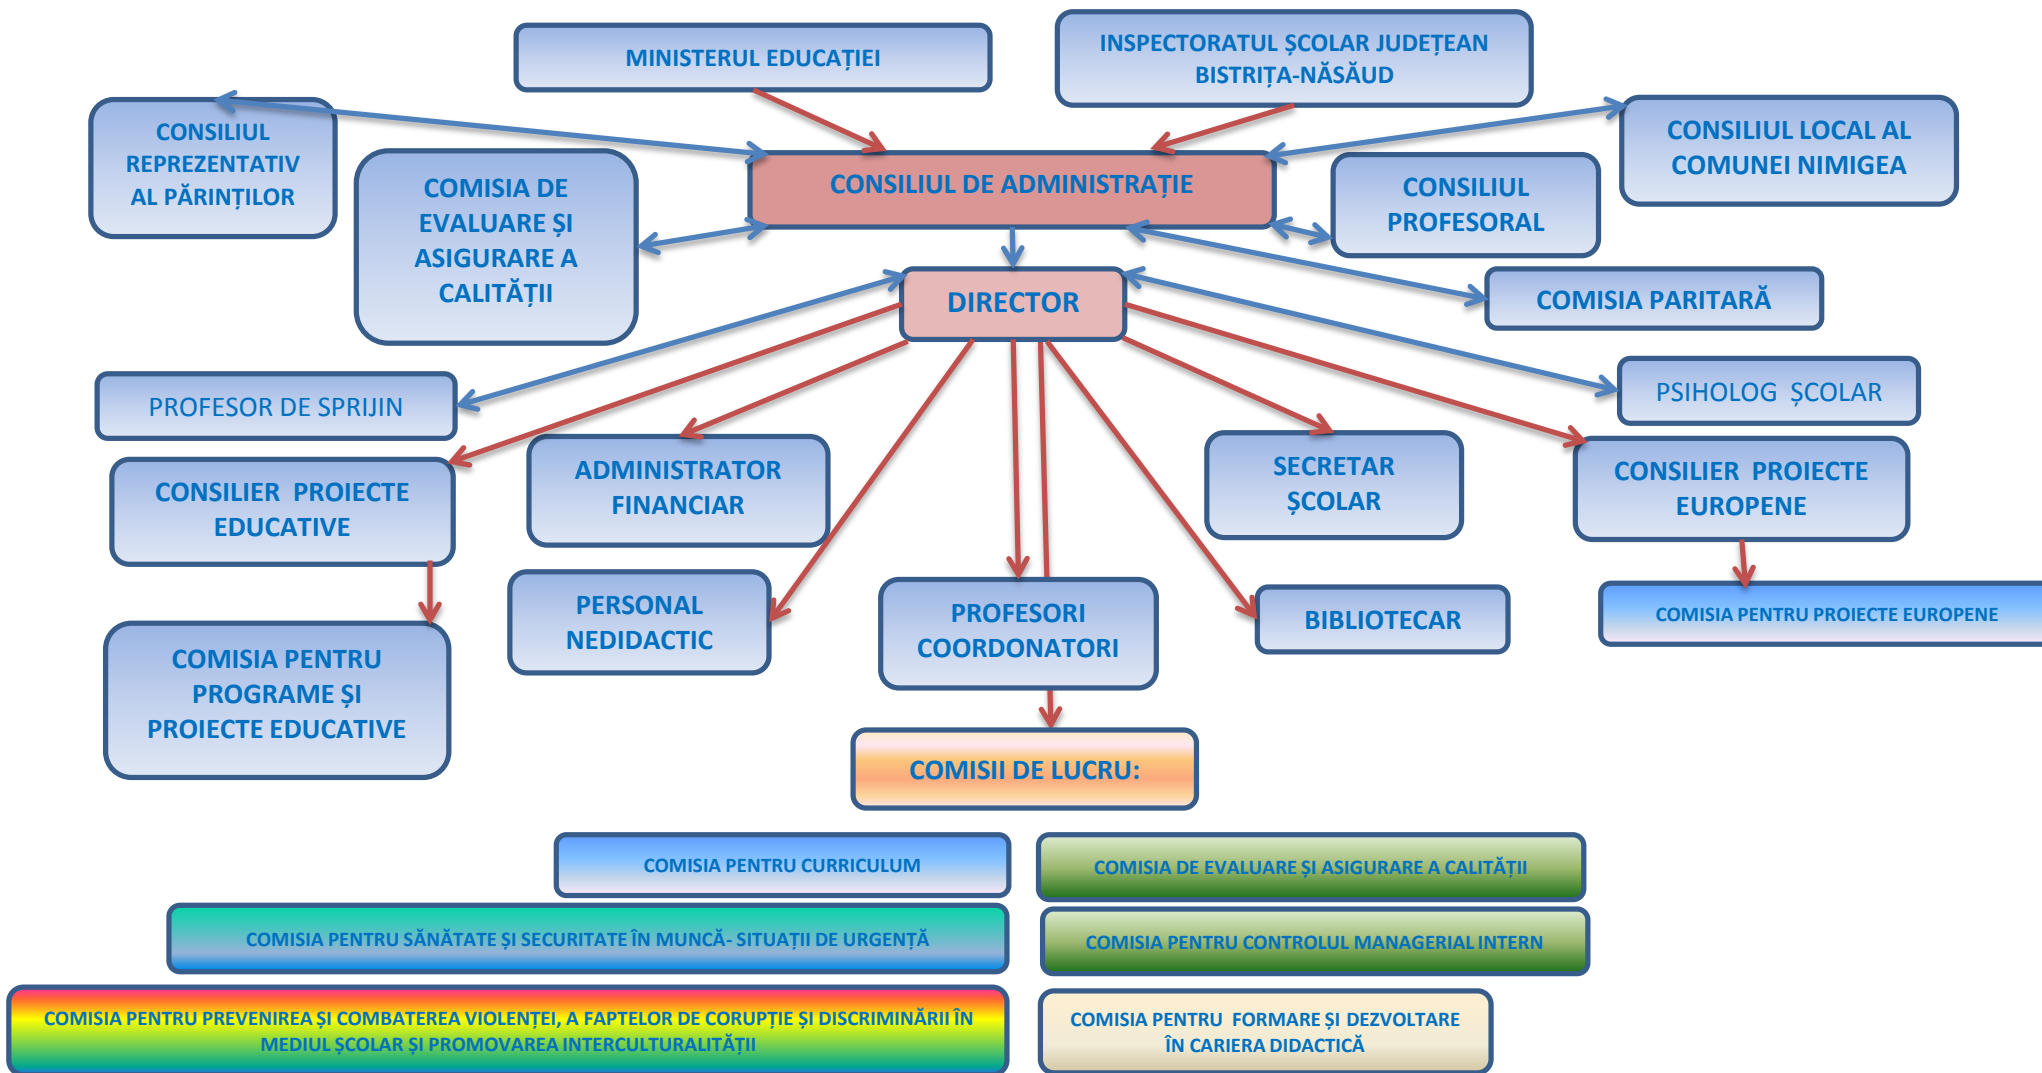 MINISTERUL EDUCAȚIEI
INSPECTORATUL ȘCOLAR JUDEȚEAN
BISTRIȚA-NĂSĂUD
CONSILIUL
REPREZENTATIV
AL PĂRINȚILOR
COMISIA DE
EVALUARE ȘI
ASIGURARE A
CALITĂȚII
CONSILIUL DE ADMINISTRAȚIE
CONSILIUL
PROFESORAL
CONSILIUL LOCAL AL
COMUNEI NIMIGEA
DIRECTOR
COMISIA PARITARĂ
PROFESOR DE SPRIJIN
PSIHOLOG ȘCOLAR
CONSILIER PROIECTE
EDUCATIVE
ADMINISTRATOR
FINANCIAR
SECRETAR
ȘCOLAR
CONSILIER PROIECTE
EUROPENE
PERSONAL
NEDIDACTIC
PROFESORI
COORDONATORI
BIBLIOTECAR
COMISIA PENTRU PROIECTE EUROPENE
COMISIA PENTRU
PROGRAME ȘI
PROIECTE EDUCATIVE
COMISII DE LUCRU:
COMISIA PENTRU CURRICULUM
COMISIA DE EVALUARE ȘI ASIGURARE A CALITĂȚII
COMISIA PENTRU SĂNĂTATE ȘI SECURITATE ÎN MUNCĂ- SITUAȚII DE URGENȚĂ
COMISIA PENTRU CONTROLUL MANAGERIAL INTERN
COMISIA PENTRU PREVENIREA ȘI COMBATEREA VIOLENȚEI, A FAPTELOR DE CORUPȚIE ȘI DISCRIMINĂRII ÎN
MEDIUL ȘCOLAR ȘI PROMOVAREA INTERCULTURALITĂȚII
COMISIA PENTRU FORMARE ȘI DEZVOLTARE
ÎN CARIERA DIDACTICĂ